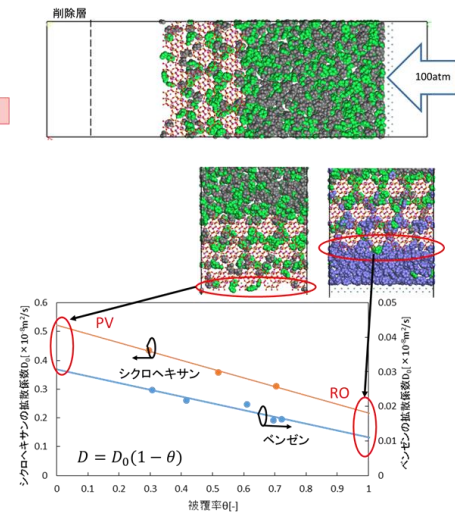 削除層
100atm
0.6
0.5
0.4
0.3
0.2
0.1
0
シクロヘキサンの拡散係数D₀[×10⁻⁹m²/s]
PV
シクロヘキサン
RO
ベンゼン
D = D₀(1 − θ)
0.05
0.04
0.03
0.02
0.01
0
ベンゼンの拡散係数D₀[×10⁻⁹m²/s]
0 0.1 0.2 0.3 0.4 0.5 0.6 0.7 0.8 0.9 1
被覆率θ[-]